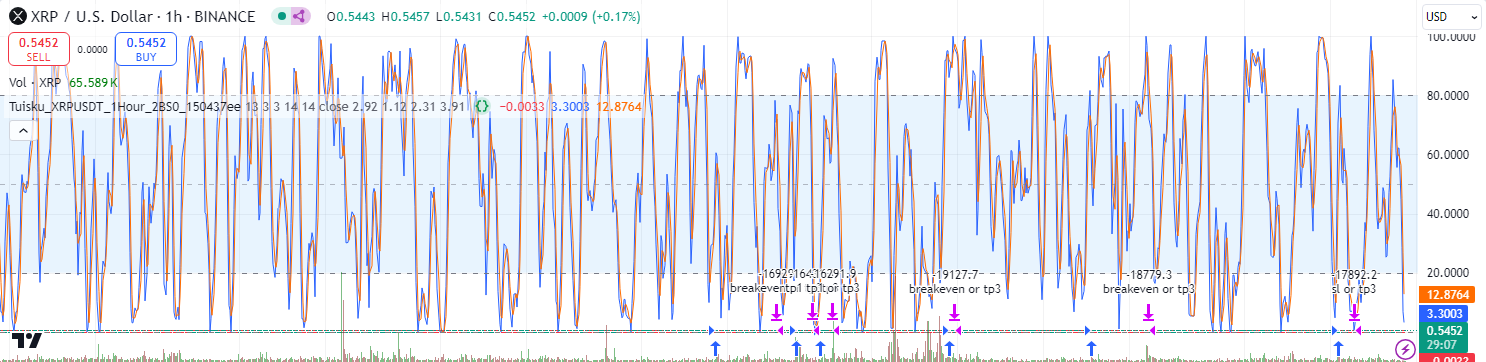 XRP / U.S. Dollar · 1h · BINANCE O0.5443 H0.5457 L0.5431 C0.5452 +0.0009 (+0.17%)
USD
0.5452
SELL
0.0000
0.5452
BUY
Vol · XRP 65.589K
Tuisku_XRPUSDT_1Hour_2BS0_150437ee 13 3 3 14 14 close 2.92 1.12 2.31 3.91 {} −0.0033 3.3003 12.8764
100.0000
80.0000
60.0000
40.0000
20.0000
12.8764
3.3003
0.5452
29:07
0.0033
-16291.9
-19127.7
breakeven or tp3
-18779.3
breakeven or tp3
-17892.2
sl or tp3